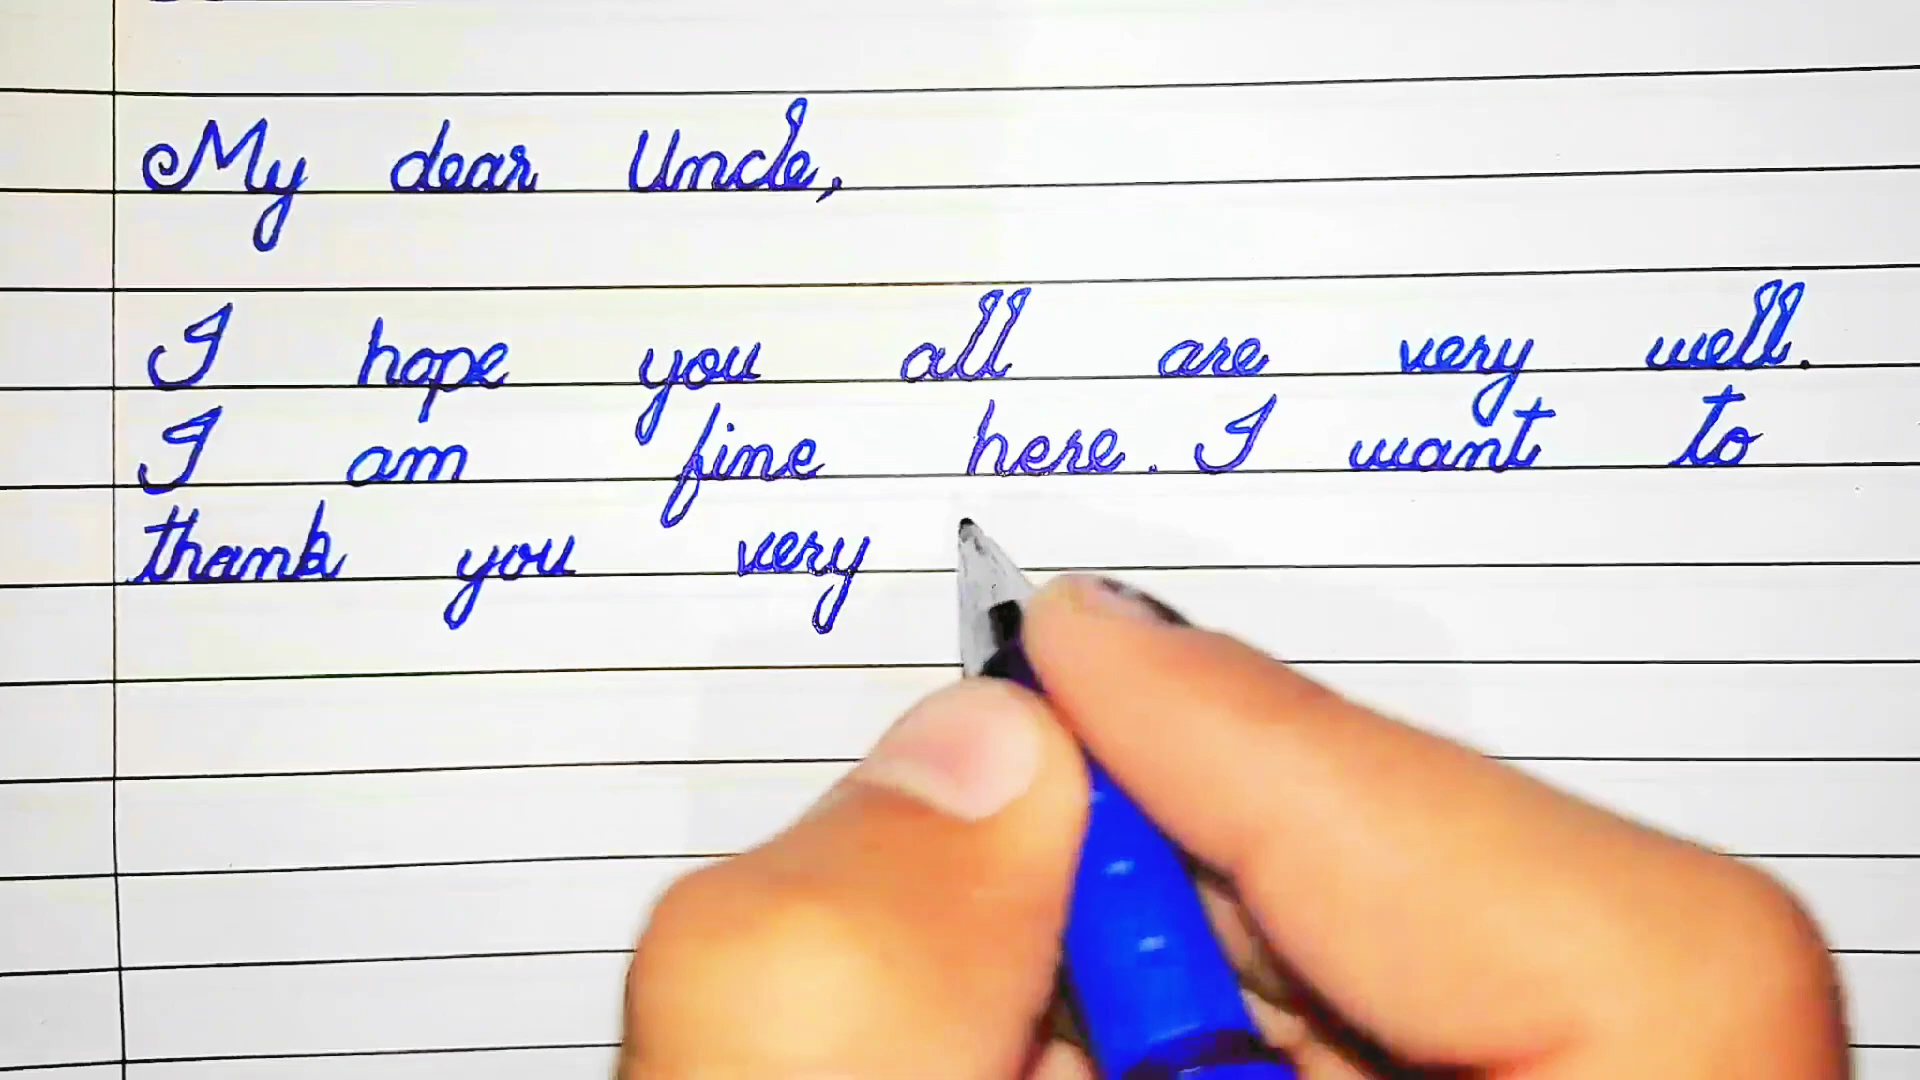 My dear Uncle,
I hope you all are very well.
I am fine here. I want to
thank you very